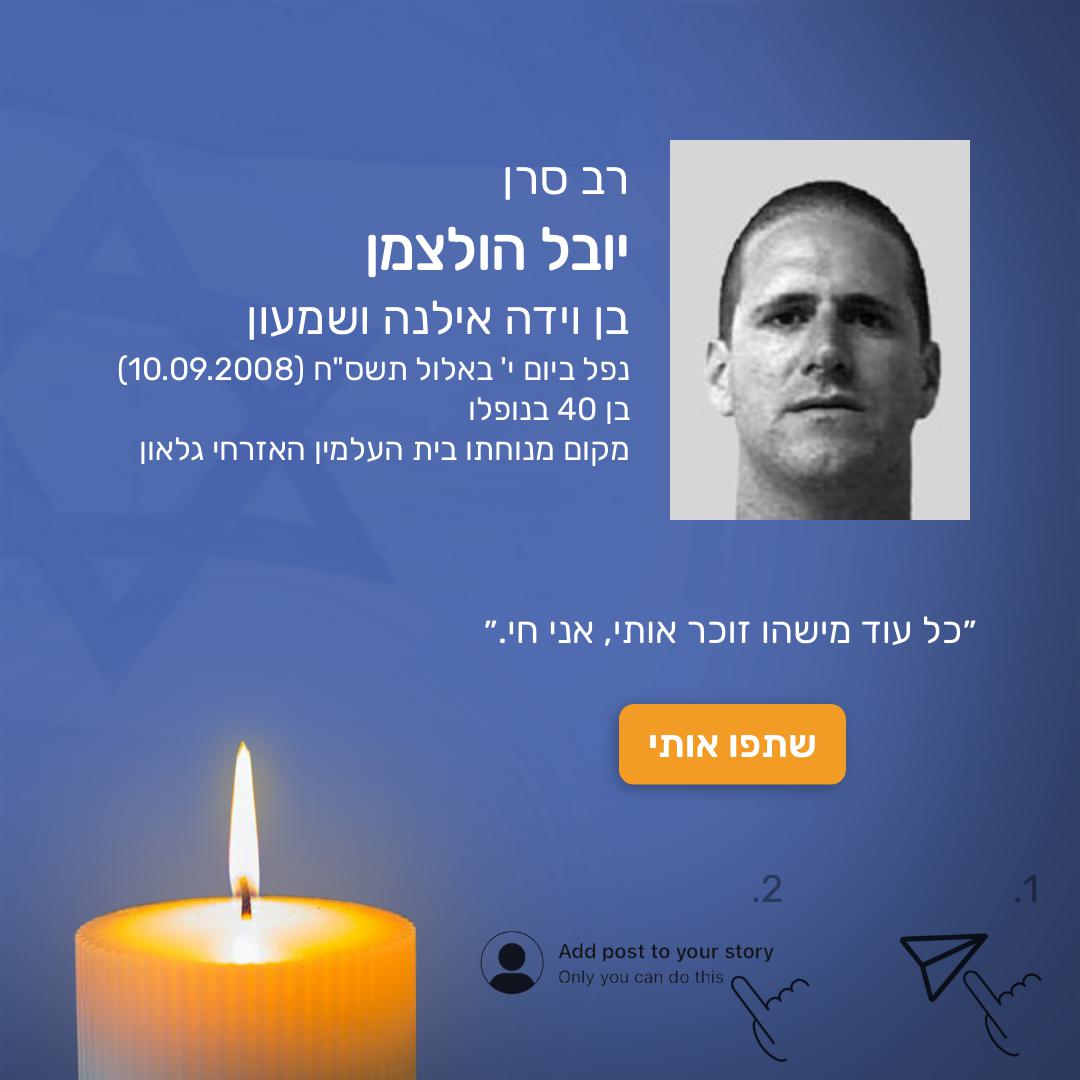 רב סרן
יובל הולצמן
בן וידה אילנה ושמעון
נפל ביום י' באלול תשס"ח (10.09.2008)
בן 40 בנופלו
מקום מנוחתו בית העלמין האזרחי גלאון
״כל עוד מישהו זוכר אותי, אני חי.״
שתפו אותי
1.
2.
Add post to your story
Only you can do this